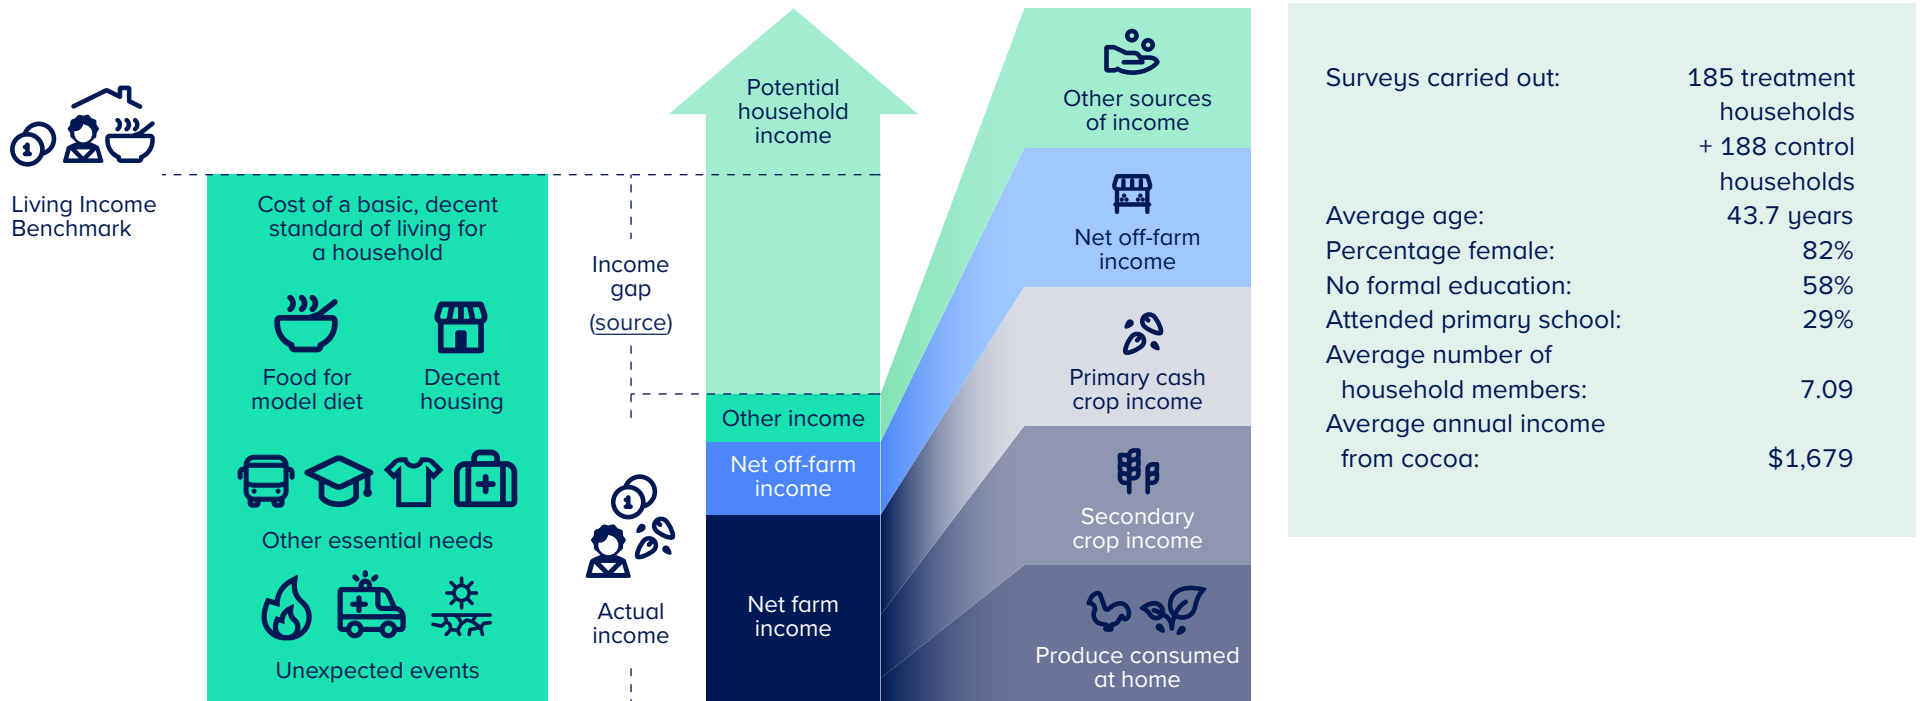 Living Income
Benchmark
Cost of a basic, decent
standard of living for
a household
Food for
model diet
Decent
housing
Other essential needs
Unexpected events
Income
gap
(source)
1
Actual
income
Potential
household
income
Other income
Net off-farm
income
Net farm
income
Other sources
of income
Net off-farm
income
Primary cash
crop income
Secondary
crop income
Produce consumed
at home
Surveys carried out: 185 treatment
households
+ 188 control
households
Average age: 43.7 years
Percentage female: 82%
No formal education: 58%
Attended primary school: 29%
Average number of
household members: 7.09
Average annual income
from cocoa: $1,679
1